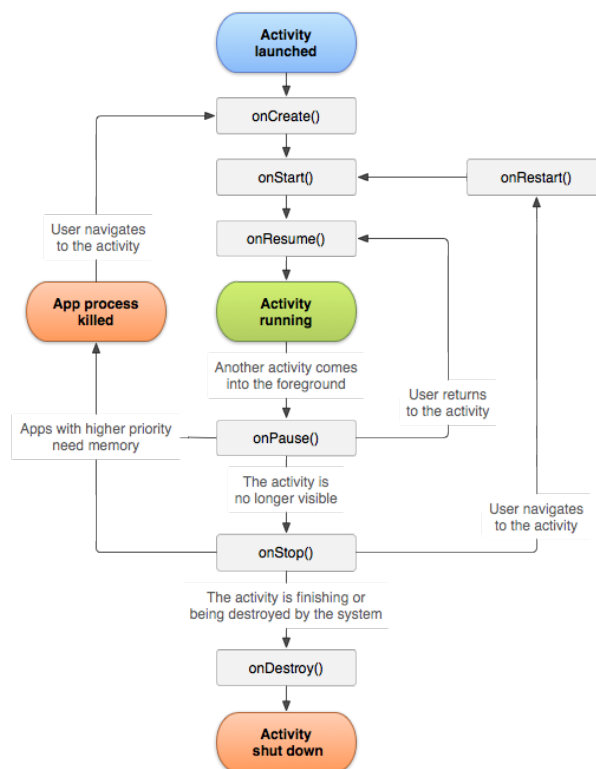 Activity
launched
onCreate()
onStart()
onRestart()
User navigates
to the activity
onResume()
App process
killed
Activity
running
Another activity comes
into the foreground
User returns
to the activity
Apps with higher priority
need memory
onPause()
The activity is
no longer visible
User navigates
to the activity
onStop()
The activity is finishing or
being destroyed by the system
onDestroy()
Activity
shut down